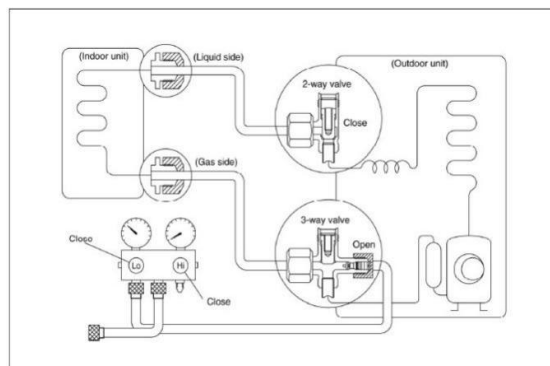 (Indoor unit)
(Liquid side)
(Outdoor unit)
2-way valve
Close
(Gas side)
3-way valve
Open
Close
Lo
Hi
Close